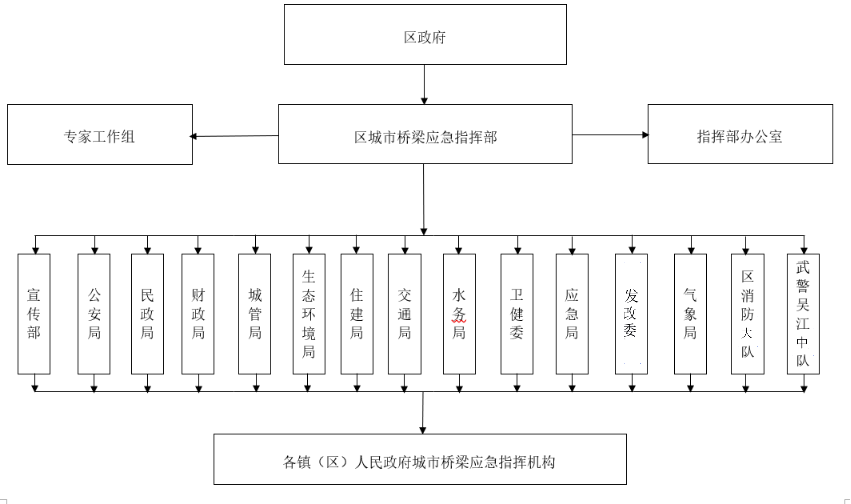 区政府
专家工作组
区城市桥梁应急指挥部
指挥部办公室
宣传部
公安局
民政局
财政局
城管局
生态环境局
住建局
交通局
水务局
卫健委
应急局
发改委
气象局
区消防大队
武警吴江中队
各镇（区）人民政府城市桥梁应急指挥机构